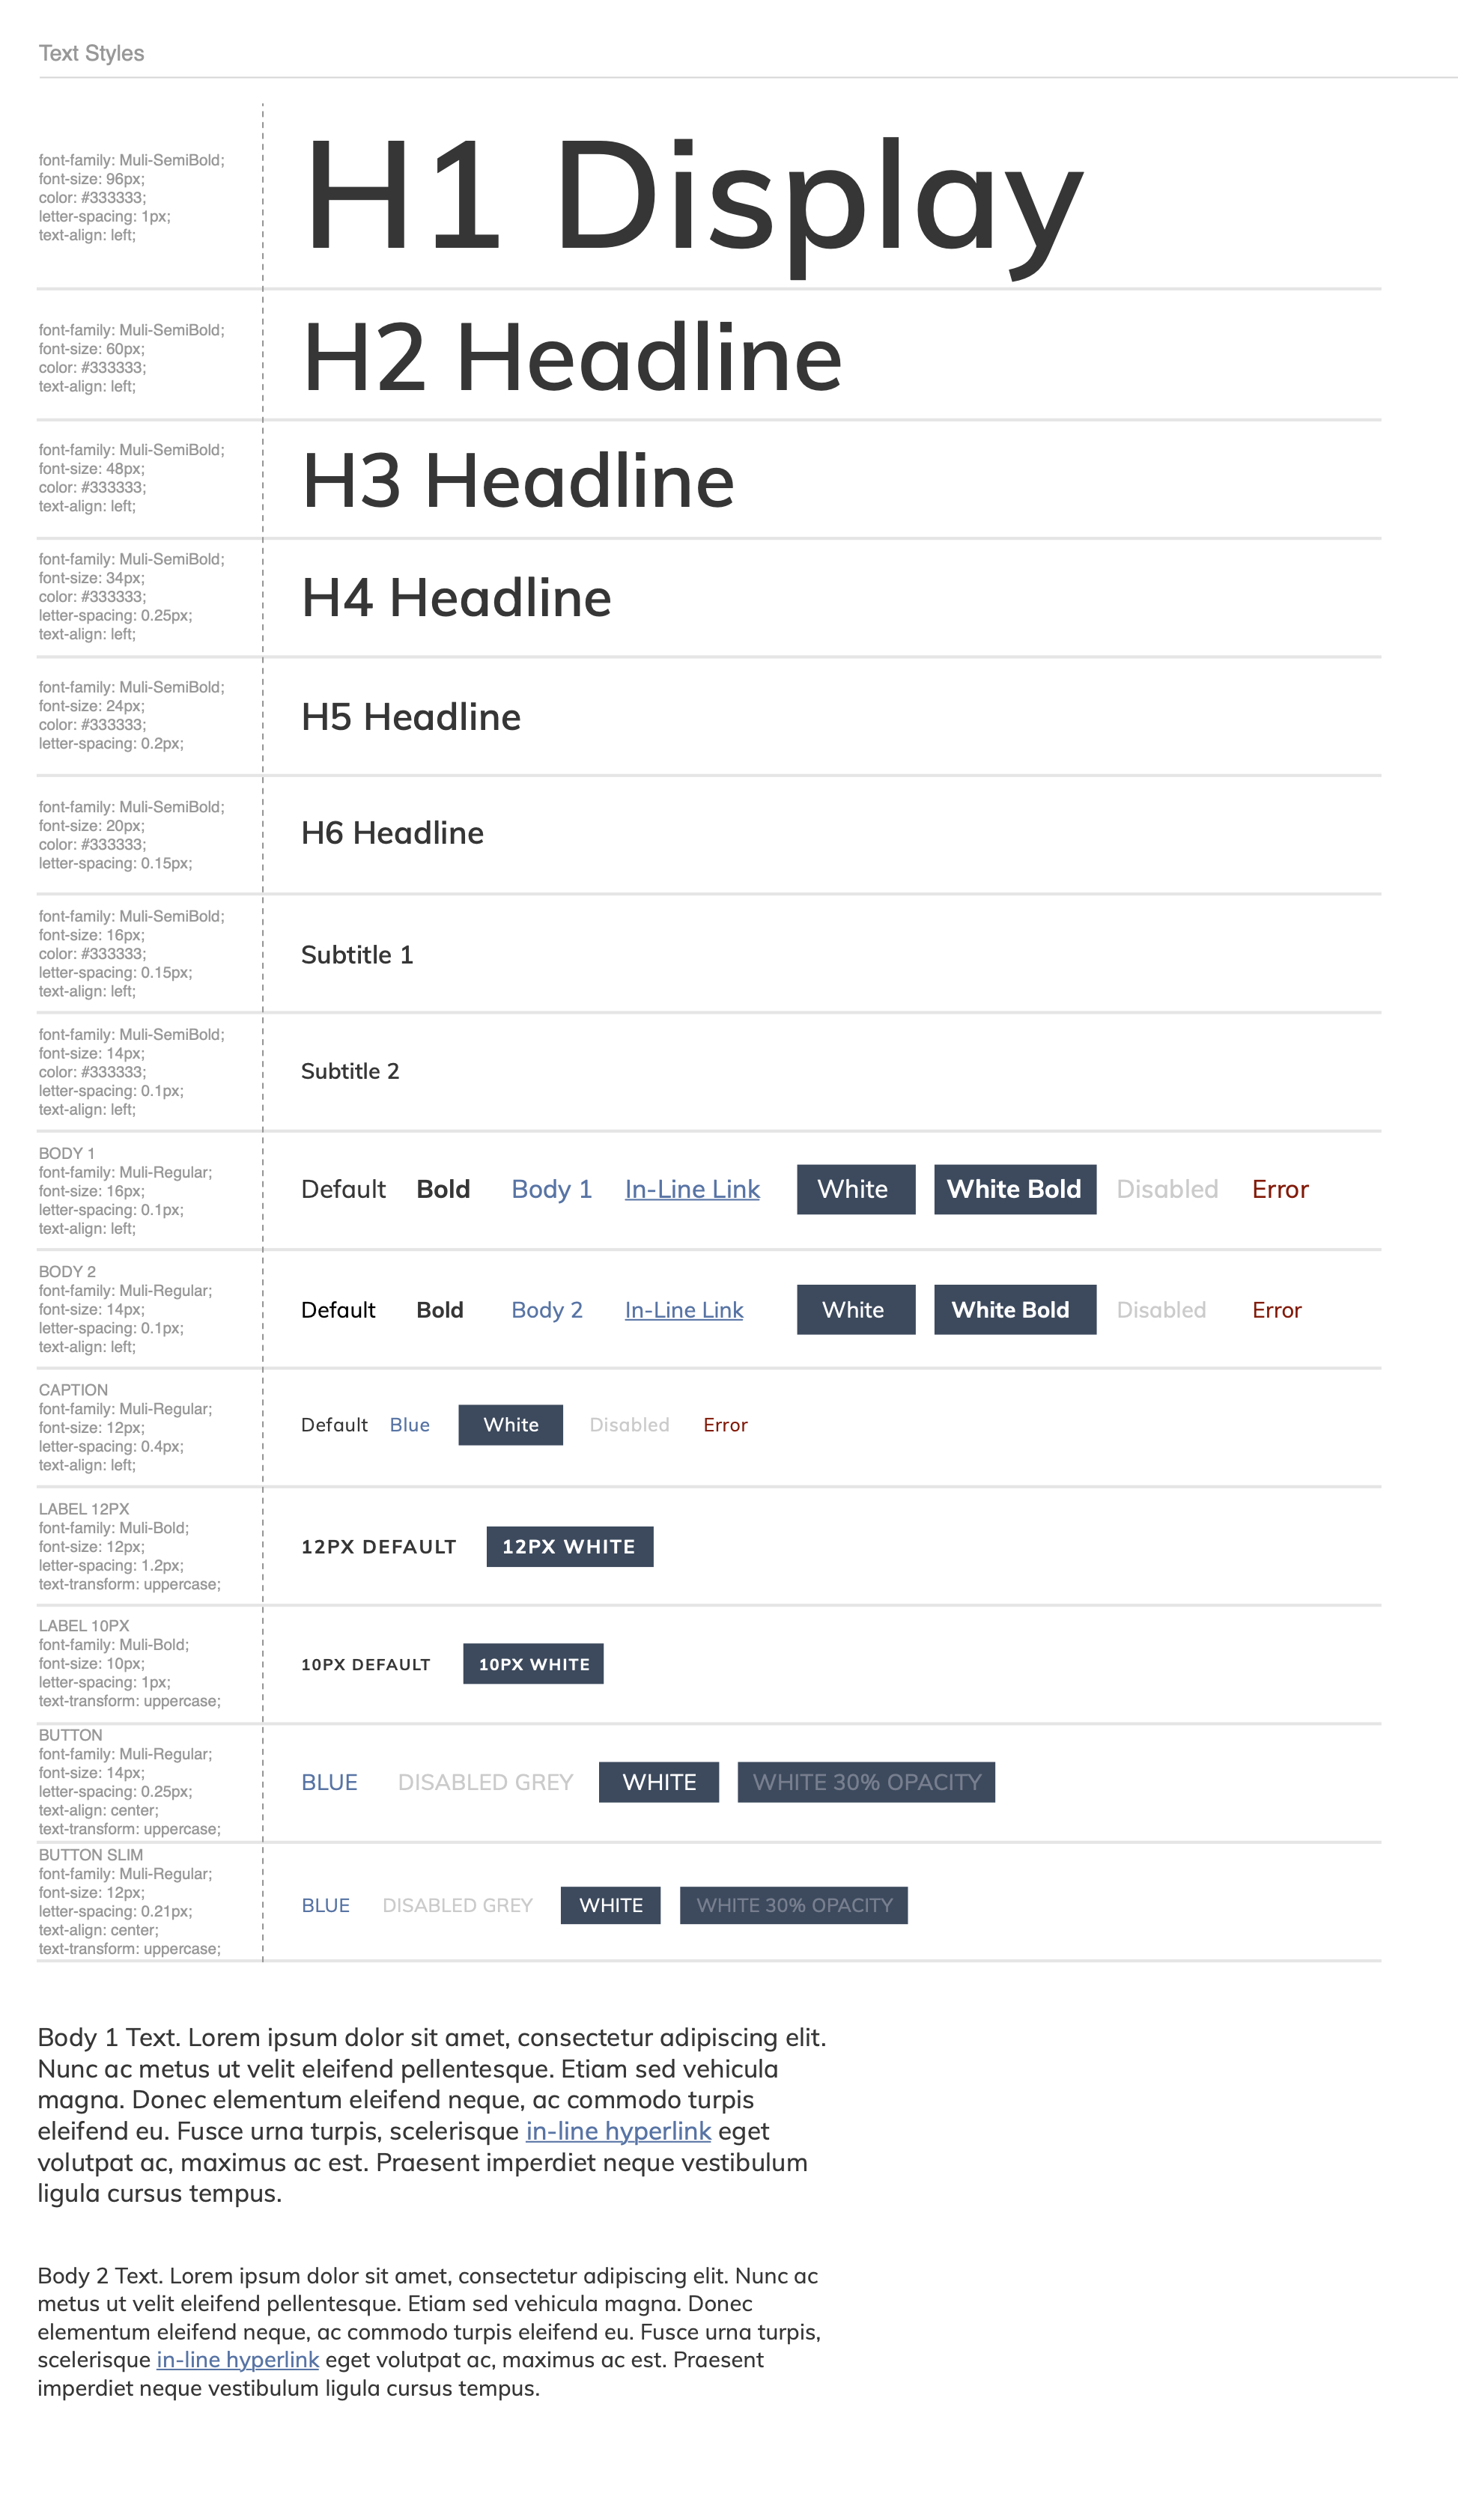 Text Styles
font-family: Muli-SemiBold;
font-size: 96px;
color: #333333;
letter-spacing: 1px;
text-align: left;
H1 Display
font-family: Muli-SemiBold;
font-size: 60px;
color: #333333;
text-align: left;
H2 Headline
font-family: Muli-SemiBold;
font-size: 48px;
color: #333333;
text-align: left;
H3 Headline
font-family: Muli-SemiBold;
font-size: 34px;
color: #333333;
letter-spacing: 0.25px;
text-align: left;
H4 Headline
font-family: Muli-SemiBold;
font-size: 24px;
color: #333333;
letter-spacing: 0.2px;
H5 Headline
font-family: Muli-SemiBold;
font-size: 20px;
color: #333333;
letter-spacing: 0.15px;
H6 Headline
font-family: Muli-SemiBold;
font-size: 16px;
color: #333333;
letter-spacing: 0.15px;
text-align: left;
Subtitle 1
font-family: Muli-SemiBold;
font-size: 14px;
color: #333333;
letter-spacing: 0.1px;
text-align: left;
Subtitle 2
BODY 1
font-family: Muli-Regular;
font-size: 16px;
letter-spacing: 0.1px;
text-align: left;
Default Bold Body 1 In-Line Link White White Bold Disabled Error
BODY 2
font-family: Muli-Regular;
font-size: 14px;
letter-spacing: 0.1px;
text-align: left;
Default Bold Body 2 In-Line Link White White Bold Disabled Error
CAPTION
font-family: Muli-Regular;
font-size: 12px;
letter-spacing: 0.4px;
text-align: left;
Default Blue White Disabled Error
LABEL 12PX
font-family: Muli-Bold;
font-size: 12px;
letter-spacing: 1.2px;
text-transform: uppercase;
12PX DEFAULT 12PX WHITE
LABEL 10PX
font-family: Muli-Bold;
font-size: 10px;
letter-spacing: 1px;
text-transform: uppercase;
10PX DEFAULT 10PX WHITE
BUTTON
font-family: Muli-Regular;
font-size: 14px;
letter-spacing: 0.25px;
text-align: center;
text-transform: uppercase;
BLUE DISABLED GREY WHITE WHITE 30% OPACITY
BUTTON SLIM
font-family: Muli-Regular;
font-size: 12px;
letter-spacing: 0.21px;
text-align: center;
text-transform: uppercase;
BLUE DISABLED GREY WHITE WHITE 30% OPACITY
Body 1 Text. Lorem ipsum dolor sit amet, consectetur adipiscing elit.
Nunc ac metus ut velit eleifend pellentesque. Etiam sed vehicula
magna. Donec elementum eleifend neque, ac commodo turpis
eleifend eu. Fusce urna turpis, scelerisque in-line hyperlink eget
volutpat ac, maximus ac est. Praesent imperdiet neque vestibulum
ligula cursus tempus.
Body 2 Text. Lorem ipsum dolor sit amet, consectetur adipiscing elit. Nunc ac
metus ut velit eleifend pellentesque. Etiam sed vehicula magna. Donec
elementum eleifend neque, ac commodo turpis eleifend eu. Fusce urna turpis,
scelerisque in-line hyperlink eget volutpat ac, maximus ac est. Praesent
imperdiet neque vestibulum ligula cursus tempus.